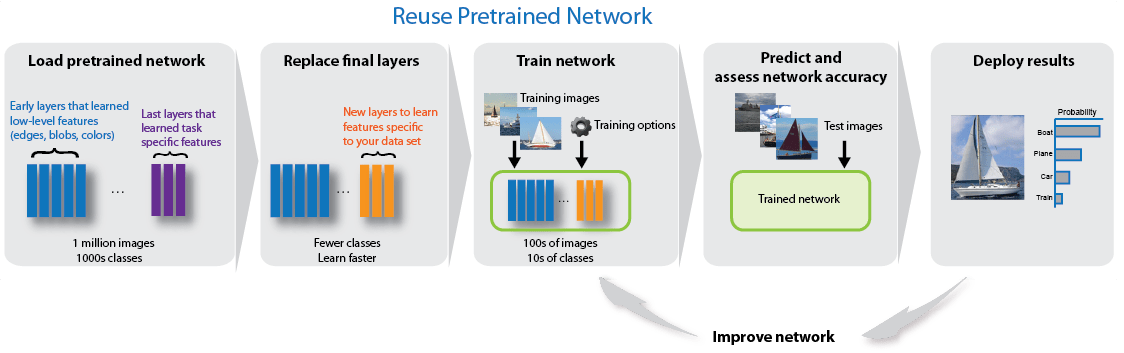 Reuse Pretrained Network
Load pretrained network
Early layers that learned
low-level features
(edges, blobs, colors)
Last layers that
learned task
specific features
...
1 million images
1000s classes
Replace final layers
New layers to learn
features specific
to your data set
...
Fewer classes
Learn faster
Train network
Training images
Training options
...
100s of images
10s of classes
Predict and
assess network accuracy
Test images
Trained network
Deploy results
Probability
Boat
Plane
Car
Train
Improve network